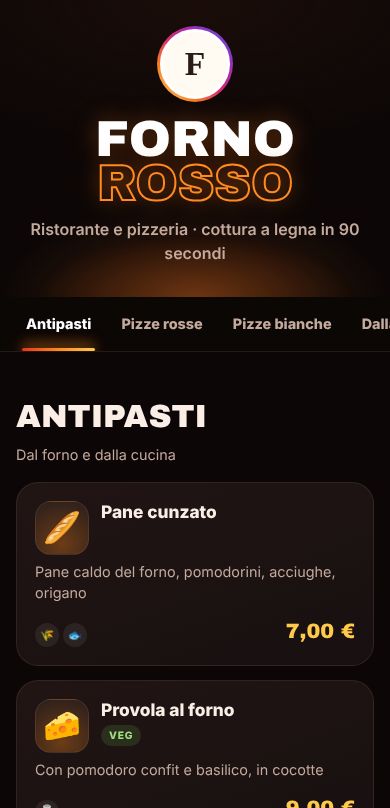 F
FORNO
ROSSO
Ristorante e pizzeria · cottura a legna in 90
secondi
Antipasti Pizze rosse Pizze bianche
ANTIPASTI
Dal forno e dalla cucina
Pane cunzato
Pane caldo del forno, pomodorini, acciughe,
origano
7,00 €
Provola al forno
VEG
Con pomodoro confit e basilico, in cocotte
9,00 €